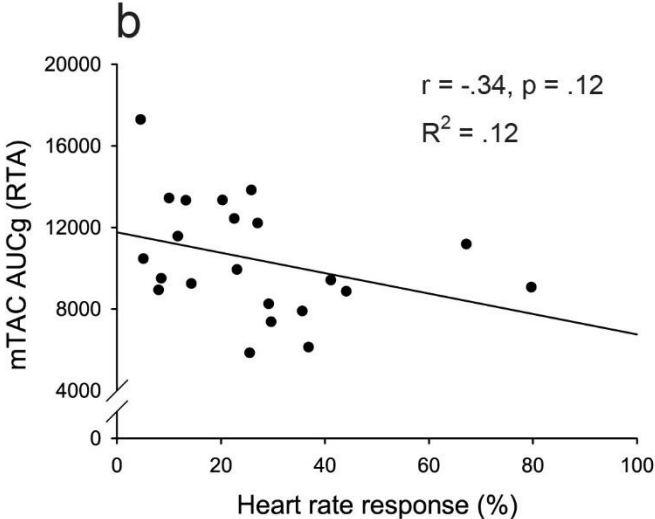 b
20000
r = -.34, p = .12
R² = .12
16000
12000
8000
4000
0
mTAC AUCg (RTA)
0 20 40 60 80 100
Heart rate response (%)